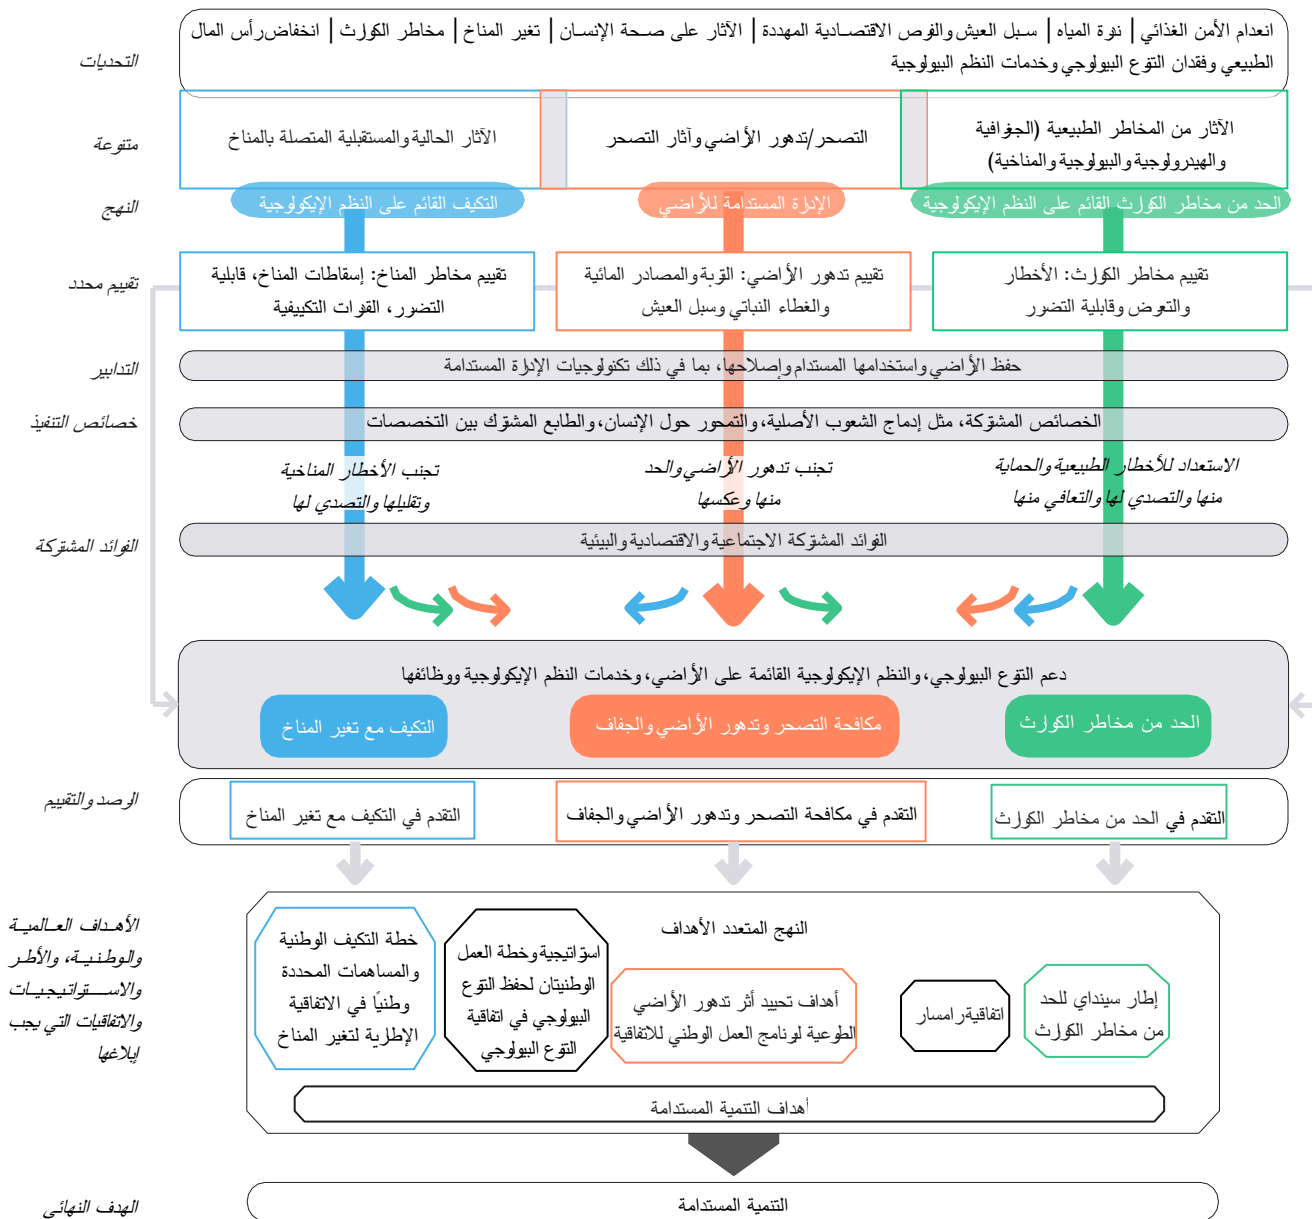 التحديات
انعدام الأمن الغذائي | ندرة المياه | سبل العيش والفرص الاقتصادية المهددة | الآثار على صحة الإنسان | تغير المناخ | مخاطر الكوارث | انخفاض رأس المال
الطبيعي وفقدان التنوع البيولوجي وخدمات النظم البيولوجية
متنوعة
الآثار من المخاطر الطبيعية (الجغرافية
والهيدرولوجية والبيولوجية والمناخية)
التصحر/تدهور الأراضي وآثار التصحر
الآثار الحالية والمستقبلية المتصلة بالمناخ
النهج
الحد من مخاطر الكوارث القائم على النظم الإيكولوجية
الإدارة المستدامة للأراضي
التكيف القائم على النظم الإيكولوجية
تقييم محدد
تقييم مخاطر الكوارث: الأخطار
والتعرض وقابلية التضرر
تقييم تدهور الأراضي: التربة والمصادر المائية
والغطاء النباتي وسبل العيش
تقييم مخاطر المناخ: إسقاطات المناخ، قابلية
التضرر، القدرات التكييفية
التدابير
حفظ الأراضي واستخدامها المستدام وإصلاحها، بما في ذلك تكنولوجيات الإدارة المستدامة
خصائص التنفيذ
الخصائص المشتركة، مثل إدماج الشعوب الأصلية، والتمحور حول الإنسان، والطابع المشترك بين التخصصات
الاستعداد للأخطار الطبيعية والحماية
منها والتصدي لها والتعافي منها
تجنب تدهور الأراضي والحد
منها وعكسها
تجنب الأخطار المناخية
وتقليلها والتصدي لها
الفوائد المشتركة
الفوائد المشتركة الاجتماعية والاقتصادية والبيئية
دعم التنوع البيولوجي، والنظم الإيكولوجية القائمة على الأراضي، وخدمات النظم الإيكولوجية ووظائفها
الحد من مخاطر الكوارث
مكافحة التصحر وتدهور الأراضي والجفاف
التكيف مع تغير المناخ
الرصد والتقييم
التقدم في الحد من مخاطر الكوارث
التقدم في مكافحة التصحر وتدهور الأراضي والجفاف
التقدم في التكيف مع تغير المناخ
الأهداف العالمية
والوطنية، والأطر
والاستراتيجيات
والاتفاقيات التي يجب
إبلاغها
النهج المتعدد الأهداف
إطار سينداي للحد
من مخاطر الكوارث
اتفاقية رامسار
أهداف تحييد أثر تدهور الأراضي
الطوعية لبرنامج العمل الوطني للاتفاقية
استراتيجية وخطة العمل
الوطنيتان لحفظ التنوع
البيولوجي في اتفاقية
التنوع البيولوجي
خطة التكيف الوطنية
والمساهمات المحددة
وطنيًا في الاتفاقية
الإطارية لتغير المناخ
أهداف التنمية المستدامة
الهدف النهائي
التنمية المستدامة